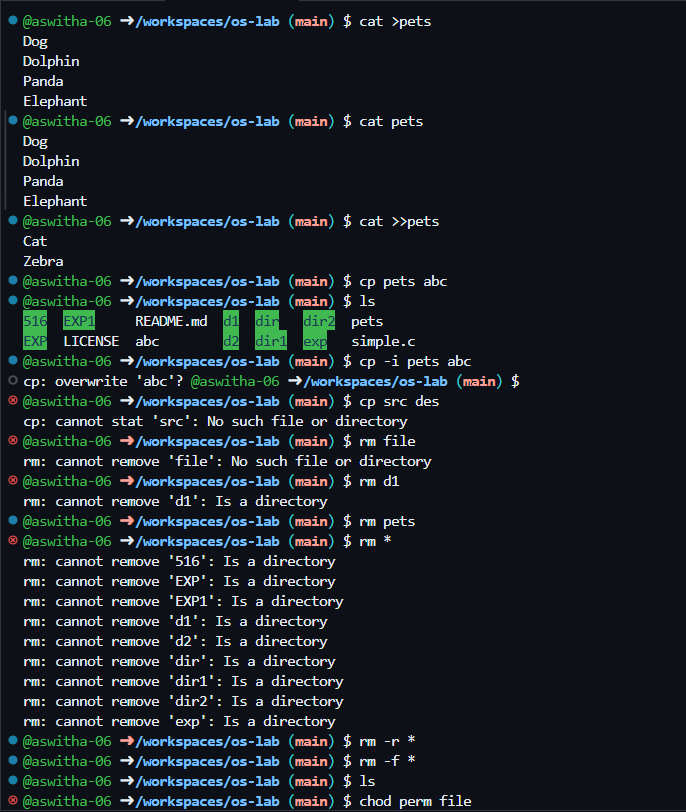 @aswitha-06 ➜/workspaces/os-lab (main) $ cat >pets
Dog
Dolphin
Panda
Elephant
@aswitha-06 ➜/workspaces/os-lab (main) $ cat pets
Dog
Dolphin
Panda
Elephant
@aswitha-06 ➜/workspaces/os-lab (main) $ cat >>pets
Cat
Zebra
@aswitha-06 ➜/workspaces/os-lab (main) $ cp pets abc
@aswitha-06 ➜/workspaces/os-lab (main) $ ls
516  EXP1     README.md  d1  dir   dir2  pets
EXP  LICENSE  abc        d2  dir1  exp   simple.c
@aswitha-06 ➜/workspaces/os-lab (main) $ cp -i pets abc
cp: overwrite 'abc'? @aswitha-06 ➜/workspaces/os-lab (main) $
@aswitha-06 ➜/workspaces/os-lab (main) $ cp src des
cp: cannot stat 'src': No such file or directory
@aswitha-06 ➜/workspaces/os-lab (main) $ rm file
rm: cannot remove 'file': No such file or directory
@aswitha-06 ➜/workspaces/os-lab (main) $ rm d1
rm: cannot remove 'd1': Is a directory
@aswitha-06 ➜/workspaces/os-lab (main) $ rm pets
@aswitha-06 ➜/workspaces/os-lab (main) $ rm *
rm: cannot remove '516': Is a directory
rm: cannot remove 'EXP': Is a directory
rm: cannot remove 'EXP1': Is a directory
rm: cannot remove 'd1': Is a directory
rm: cannot remove 'd2': Is a directory
rm: cannot remove 'dir': Is a directory
rm: cannot remove 'dir1': Is a directory
rm: cannot remove 'dir2': Is a directory
rm: cannot remove 'exp': Is a directory
@aswitha-06 ➜/workspaces/os-lab (main) $ rm -r *
@aswitha-06 ➜/workspaces/os-lab (main) $ rm -f *
@aswitha-06 ➜/workspaces/os-lab (main) $ ls
@aswitha-06 ➜/workspaces/os-lab (main) $ chod perm file